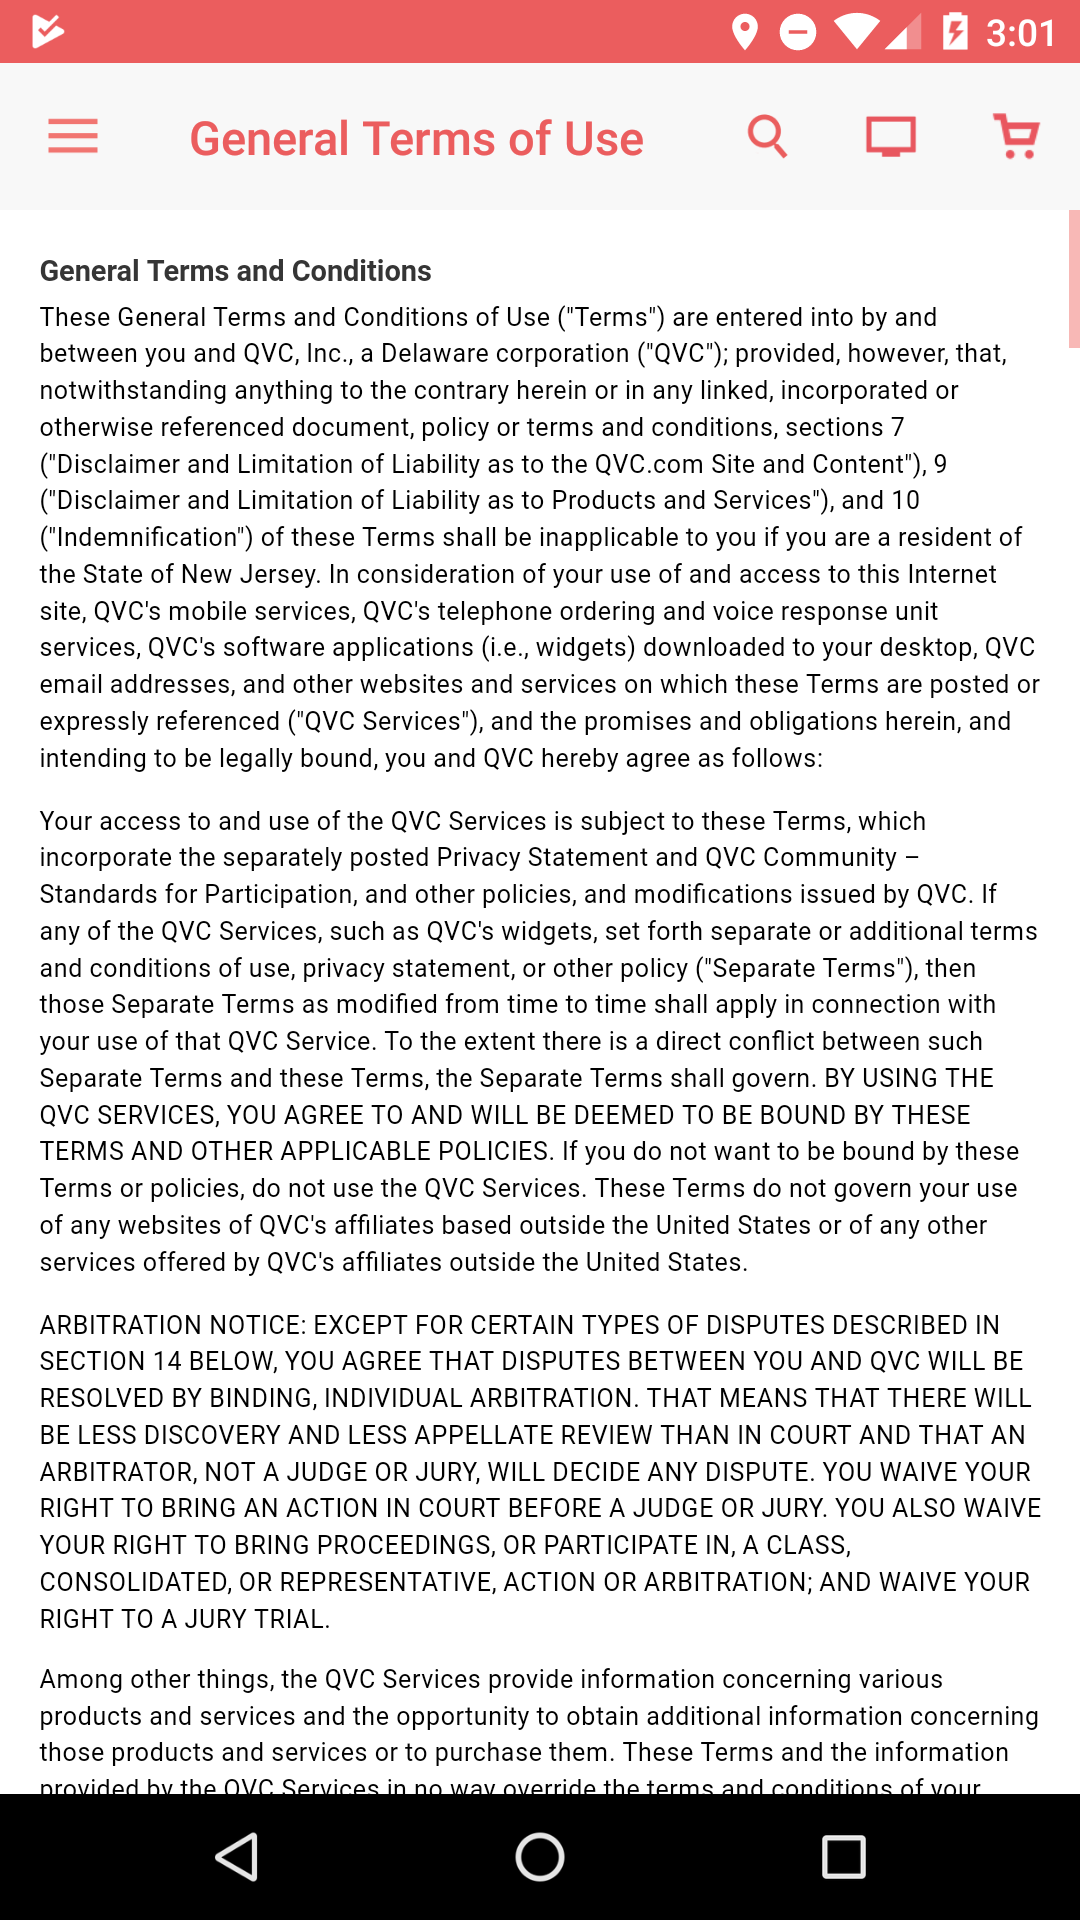 3:01
General Terms of Use
General Terms and Conditions
These General Terms and Conditions of Use ("Terms") are entered into by and
between you and QVC, Inc., a Delaware corporation ("QVC"); provided, however, that,
notwithstanding anything to the contrary herein or in any linked, incorporated or
otherwise referenced document, policy or terms and conditions, sections 7
("Disclaimer and Limitation of Liability as to the QVC.com Site and Content"), 9
("Disclaimer and Limitation of Liability as to Products and Services"), and 10
("Indemnification") of these Terms shall be inapplicable to you if you are a resident of
the State of New Jersey. In consideration of your use of and access to this Internet
site, QVC's mobile services, QVC's telephone ordering and voice response unit
services, QVC's software applications (i.e., widgets) downloaded to your desktop, QVC
email addresses, and other websites and services on which these Terms are posted or
expressly referenced ("QVC Services"), and the promises and obligations herein, and
intending to be legally bound, you and QVC hereby agree as follows:
Your access to and use of the QVC Services is subject to these Terms, which
incorporate the separately posted Privacy Statement and QVC Community –
Standards for Participation, and other policies, and modifications issued by QVC. If
any of the QVC Services, such as QVC's widgets, set forth separate or additional terms
and conditions of use, privacy statement, or other policy ("Separate Terms"), then
those Separate Terms as modified from time to time shall apply in connection with
your use of that QVC Service. To the extent there is a direct conflict between such
Separate Terms and these Terms, the Separate Terms shall govern. BY USING THE
QVC SERVICES, YOU AGREE TO AND WILL BE DEEMED TO BE BOUND BY THESE
TERMS AND OTHER APPLICABLE POLICIES. If you do not want to be bound by these
Terms or policies, do not use the QVC Services. These Terms do not govern your use
of any websites of QVC's affiliates based outside the United States or of any other
services offered by QVC's affiliates outside the United States.
ARBITRATION NOTICE: EXCEPT FOR CERTAIN TYPES OF DISPUTES DESCRIBED IN
SECTION 14 BELOW, YOU AGREE THAT DISPUTES BETWEEN YOU AND QVC WILL BE
RESOLVED BY BINDING, INDIVIDUAL ARBITRATION. THAT MEANS THAT THERE WILL
BE LESS DISCOVERY AND LESS APPELLATE REVIEW THAN IN COURT AND THAT AN
ARBITRATOR, NOT A JUDGE OR JURY, WILL DECIDE ANY DISPUTE. YOU WAIVE YOUR
RIGHT TO BRING AN ACTION IN COURT BEFORE A JUDGE OR JURY. YOU ALSO WAIVE
YOUR RIGHT TO BRING PROCEEDINGS, OR PARTICIPATE IN, A CLASS,
CONSOLIDATED, OR REPRESENTATIVE, ACTION OR ARBITRATION; AND WAIVE YOUR
RIGHT TO A JURY TRIAL.
Among other things, the QVC Services provide information concerning various
products and services and the opportunity to obtain additional information concerning
those products and services or to purchase them. These Terms and the information
provided by the QVC Services in no way override the terms and conditions of your